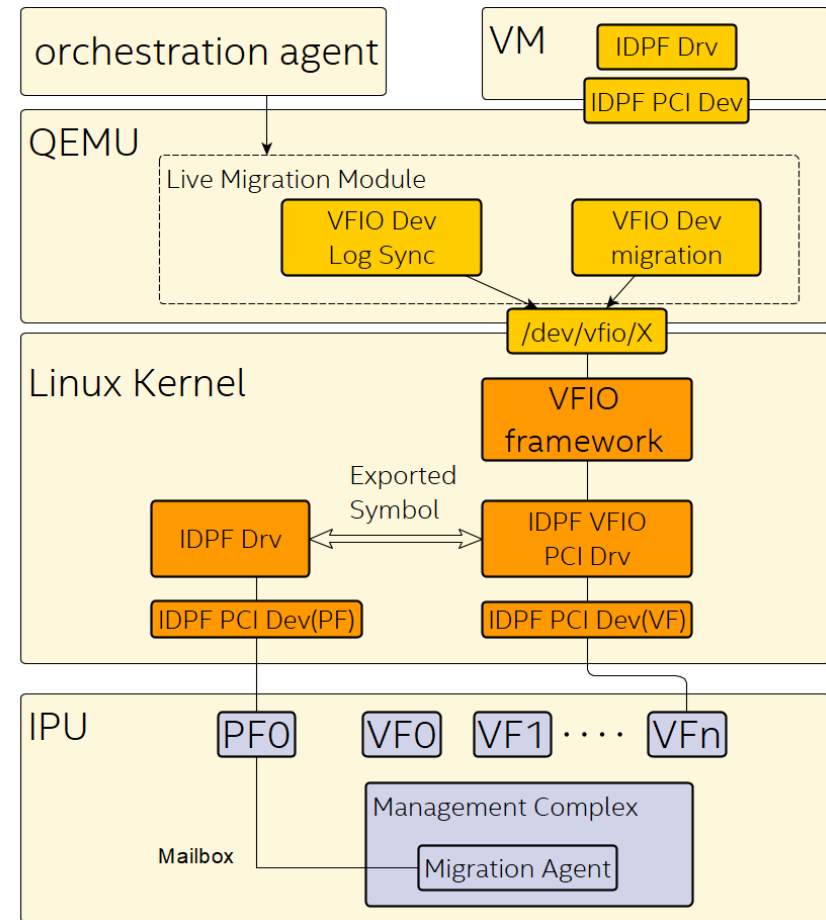 orchestration agent
VM
IDPF Drv
IDPF PCI Dev
QEMU
Live Migration Module
VFIO Dev
Log Sync
VFIO Dev
migration
/dev/vfio/X
Linux Kernel
VFIO
framework
Exported
Symbol
IDPF Drv
IDPF VFIO
PCI Drv
IDPF PCI Dev(PF)
IDPF PCI Dev(VF)
IPU
PF0
VF0
VF1
····
VFn
Management Complex
Mailbox
Migration Agent